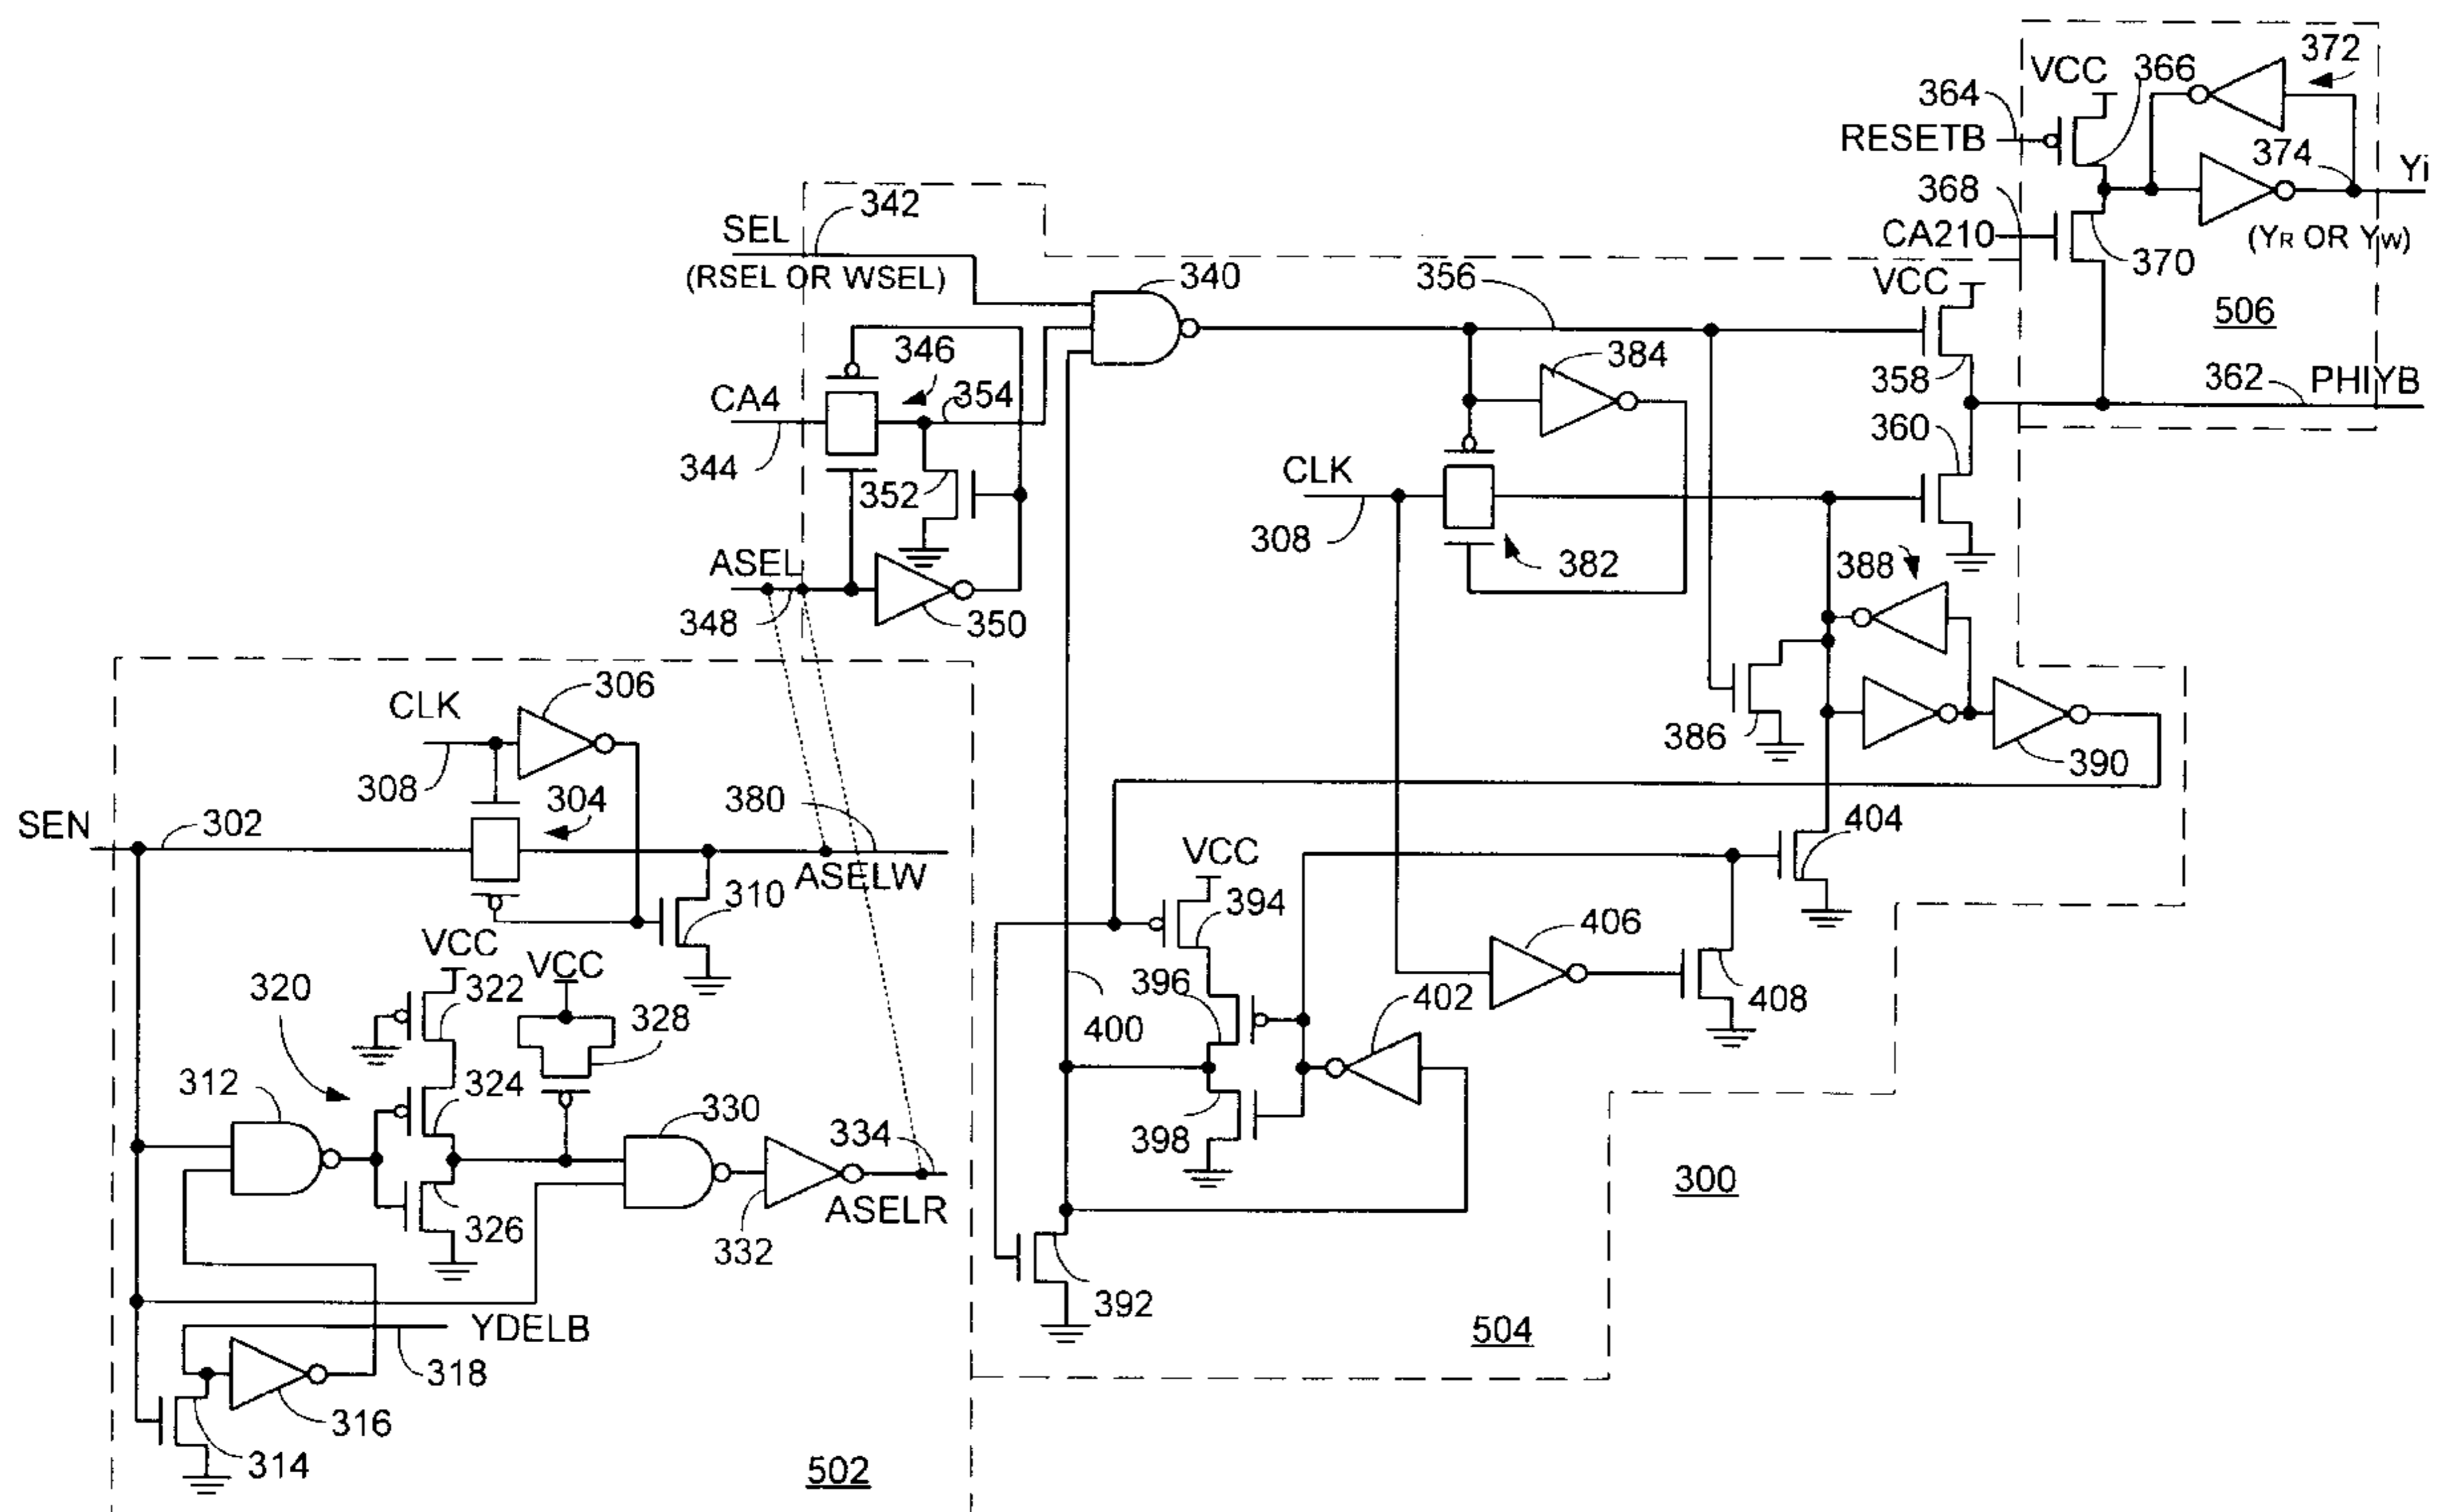 372
VCC
366
364
RESETB
374
Yi
368
CA210
(YR OR YW)
370
SEL
342
(RSEL OR WSEL)
340
356
VCC
506
346
384
358
362
PHIYB
CA4
354
344
352
360
CLK
308
382
388
ASEL
348
350
386
390
CLK
306
308
304
380
SEN
302
ASELW
310
VCC
394
404
VCC
VCC
320
322
328
396
402
406
408
400
312
324
330
334
398
300
326
332
ASELR
392
504
YDELB
318
316
314
502